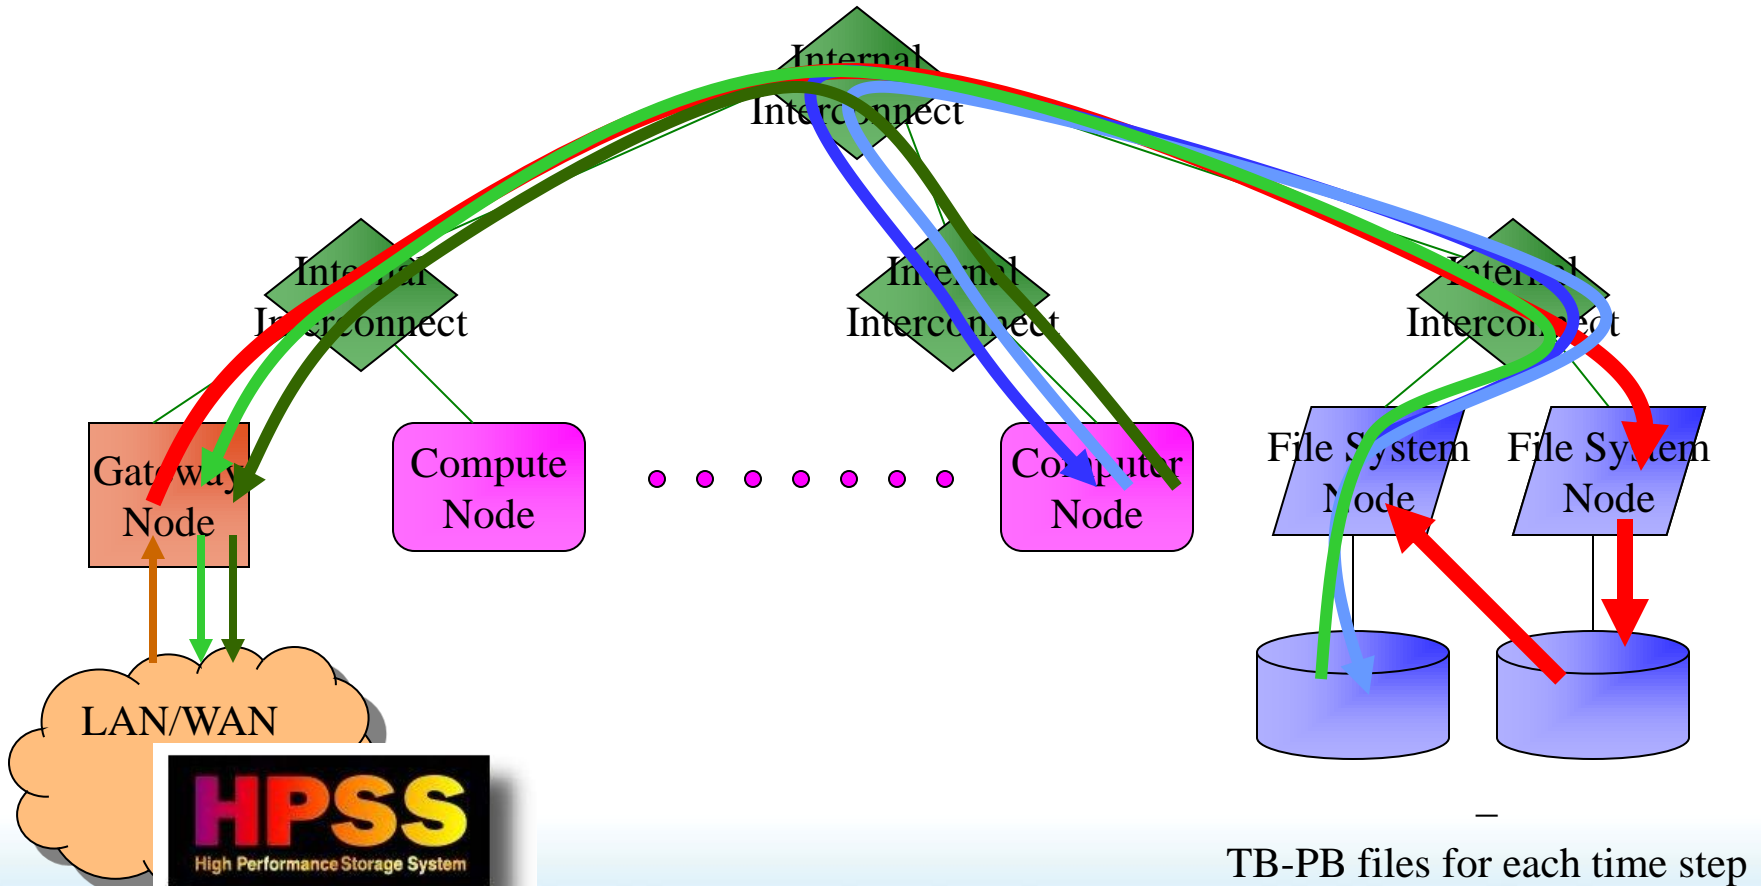 Internal
Interconnect
Internal
Interconnect
Internal
Interconnect
Internal
Interconnect
Gateway
Node
Compute
Node
Computer
Node
File System
Node
File System
Node
LAN/WAN
HPSS
High Performance Storage System
–
TB-PB files for each time step